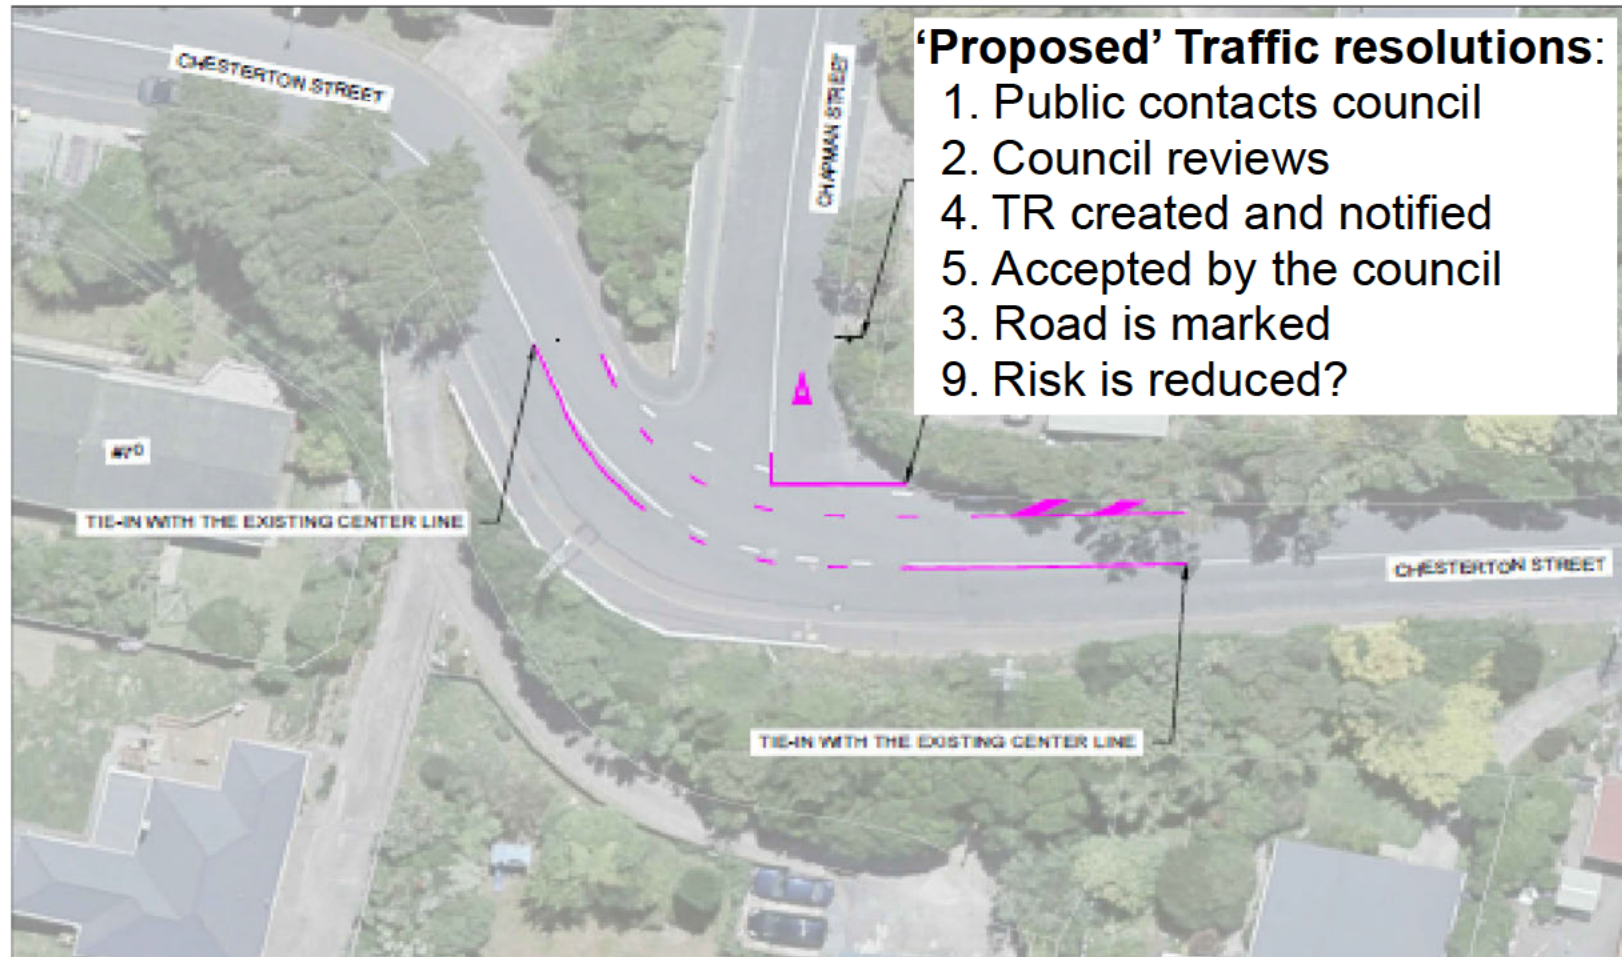 CHESTERTON STREET
CHAPMAN STREET
‘Proposed’ Traffic resolutions:
1. Public contacts council
2. Council reviews
4. TR created and notified
5. Accepted by the council
3. Road is marked
9. Risk is reduced?
#70
TIE-IN WITH THE EXISTING CENTER LINE
CHESTERTON STREET
TIE-IN WITH THE EXISTING CENTER LINE